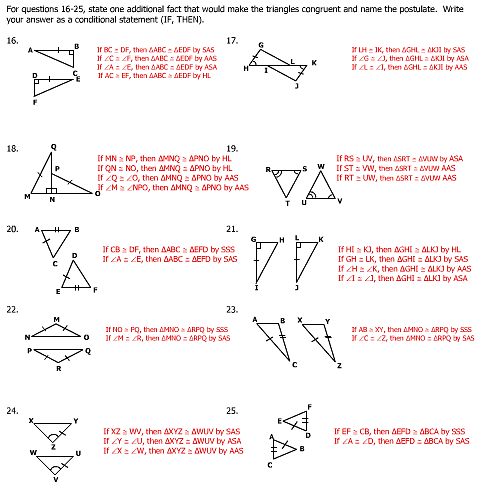 For questions 16-25, state one additional fact that would make the triangles congruent and name the postulate. Write
your answer as a conditional statement (IF, THEN).
16.
A
B
C
D
E
F
If BC ≅ DF, then ΔABC ≅ ΔEDF by SAS
If ∠C ≅ ∠F, then ΔABC ≅ ΔEDF by AAS
If ∠A ≅ ∠E, then ΔABC ≅ ΔEDF by ASA
If AC ≅ EF, then ΔABC ≅ ΔEDF by HL
17.
G
H
I
L
K
J
If LH ≅ IK, then ΔGHL ≅ ΔKJI by SAS
If ∠G ≅ ∠J, then ΔGHL ≅ ΔKJI by ASA
If ∠L ≅ ∠I, then ΔGHL ≅ ΔKJI by AAS
18.
Q
P
M
N
O
If MN ≅ NP, then ΔMNQ ≅ ΔPNO by HL
If QN ≅ NO, then ΔMNQ ≅ ΔPNO by HL
If ∠Q ≅ ∠O, then ΔMNQ ≅ ΔPNO by AAS
If ∠M ≅ ∠NPO, then ΔMNQ ≅ ΔPNO by AAS
19.
R
S
W
T
U
V
If RS ≅ UV, then ΔSRT ≅ ΔVUW by ASA
If ST ≅ VW, then ΔSRT ≅ ΔVUW AAS
If RT ≅ UW, then ΔSRT ≅ ΔVUW AAS
20.
A
B
C
D
E
F
If CB ≅ DF, then ΔABC ≅ ΔEFD by SSS
If ∠A ≅ ∠E, then ΔABC ≅ ΔEFD by SAS
21.
G
H
L
K
I
J
If HI ≅ KJ, then ΔGHI ≅ ΔLKJ by HL
If GH ≅ LK, then ΔGHI ≅ ΔLKJ by SAS
If ∠H ≅ ∠K, then ΔGHI ≅ ΔLKJ by AAS
If ∠I ≅ ∠J, then ΔGHI ≅ ΔLKJ by ASA
22.
M
N
O
P
Q
R
If NO ≅ PQ, then ΔMNO ≅ ΔRPQ by SSS
If ∠M ≅ ∠R, then ΔMNO ≅ ΔRPQ by SAS
23.
A
B
X
Y
C
Z
If AB ≅ XY, then ΔMNO ≅ ΔRPQ by SSS
If ∠C ≅ ∠Z, then ΔMNO ≅ ΔRPQ by SAS
24.
X
Y
Z
W
U
V
If XZ ≅ WV, then ΔXYZ ≅ ΔWUV by SAS
If ∠Y ≅ ∠U, then ΔXYZ ≅ ΔWUV by ASA
If ∠X ≅ ∠W, then ΔXYZ ≅ ΔWUV by AAS
25.
F
E
D
A
B
C
If EF ≅ CB, then ΔEFD ≅ ΔBCA by SSS
If ∠A ≅ ∠D, then ΔEFD ≅ ΔBCA by SAS